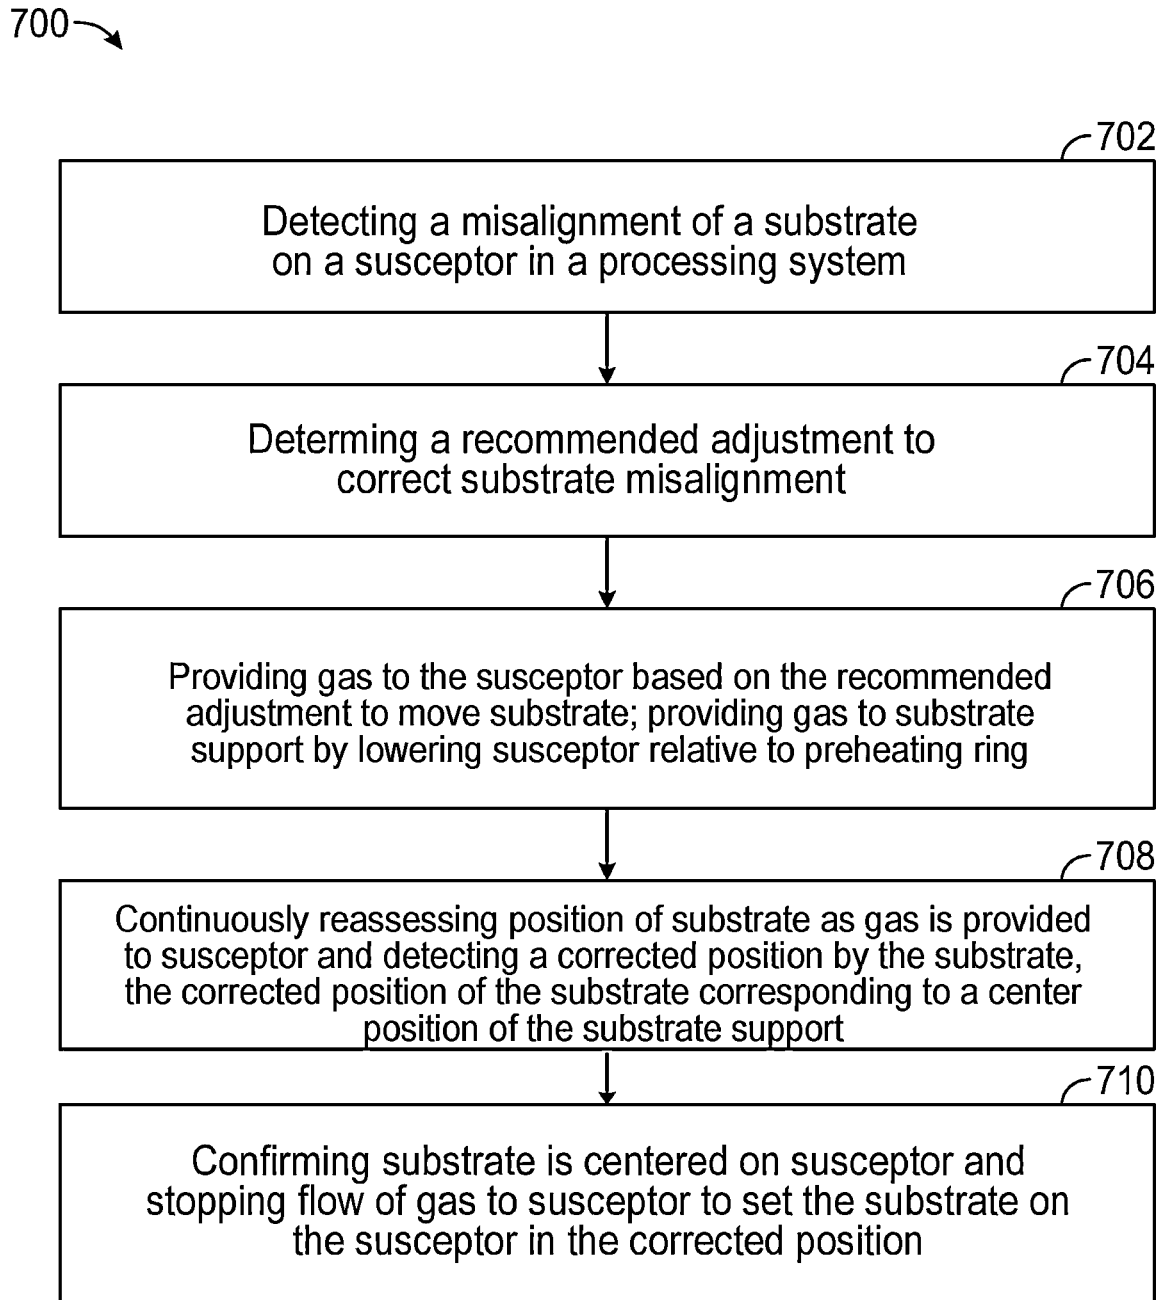 700
702
Detecting a misalignment of a substrate
on a susceptor in a processing system
704
Determing a recommended adjustment to
correct substrate misalignment
706
Providing gas to the susceptor based on the recommended
adjustment to move substrate; providing gas to substrate
support by lowering susceptor relative to preheating ring
708
Continuously reassessing position of substrate as gas is provided
to susceptor and detecting a corrected position by the substrate,
the corrected position of the substrate corresponding to a center
position of the substrate support
710
Confirming substrate is centered on susceptor and
stopping flow of gas to susceptor to set the substrate on
the susceptor in the corrected position